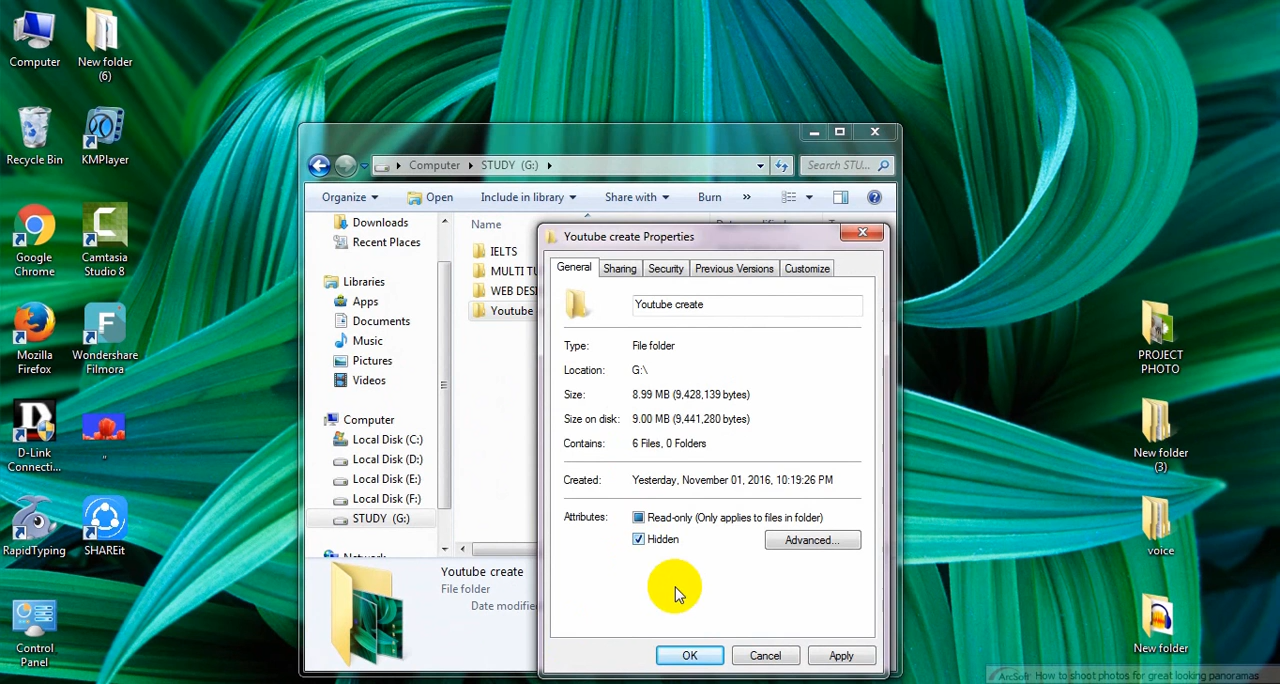 Computer
New folder
(6)
Recycle Bin
KMPlayer
Google
Chrome
Camtasia
Studio 8
Mozilla
Firefox
Wondershare
Filmora
D-Link
Connecti...
"
RapidTyping
SHAREit
Control
Panel
Computer STUDY (G:)
Search STU...
Organize Open Include in library Share with Burn »
Downloads
Recent Places
Libraries
Apps
Documents
Music
Pictures
Videos
Computer
Local Disk (C:)
Local Disk (D:)
Local Disk (E:)
Local Disk (F:)
STUDY (G:)
Name
IELTS
MULTI TU
WEB DESI
Youtube
Youtube create
File folder
Date modifie
Youtube create Properties
General Sharing Security Previous Versions Customize
Youtube create
Type: File folder
Location: G:\
Size: 8.99 MB (9,428,139 bytes)
Size on disk: 9.00 MB (9,441,280 bytes)
Contains: 6 Files, 0 Folders
Created: Yesterday, November 01, 2016, 10:19:26 PM
Attributes: Read-only (Only applies to files in folder)
Hidden
Advanced...
OK Cancel Apply
PROJECT
PHOTO
New folder
(3)
voice
New folder
ArcSoft How to shoot photos for great looking panoramas